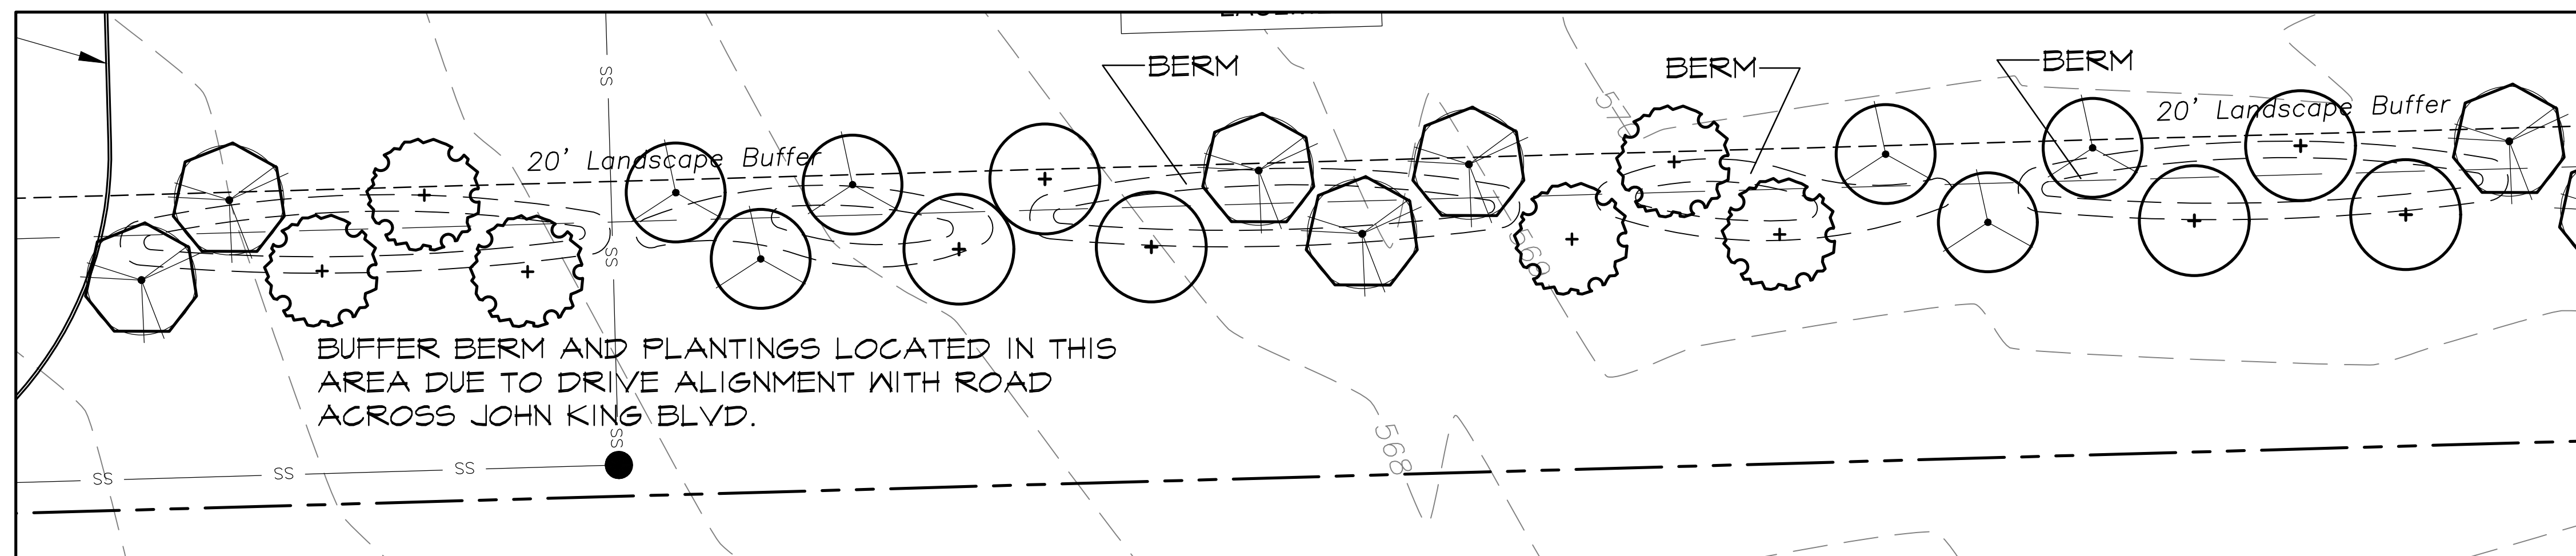 BERM
BERM
BERM
20' Landscape Buffer
20' Landscape Buffer
SS
SS
568
BUFFER BERM AND PLANTINGS LOCATED IN THIS
AREA DUE TO DRIVE ALIGNMENT WITH ROAD
ACROSS JOHN KING BLVD.
SS
568
SS
SS
SS